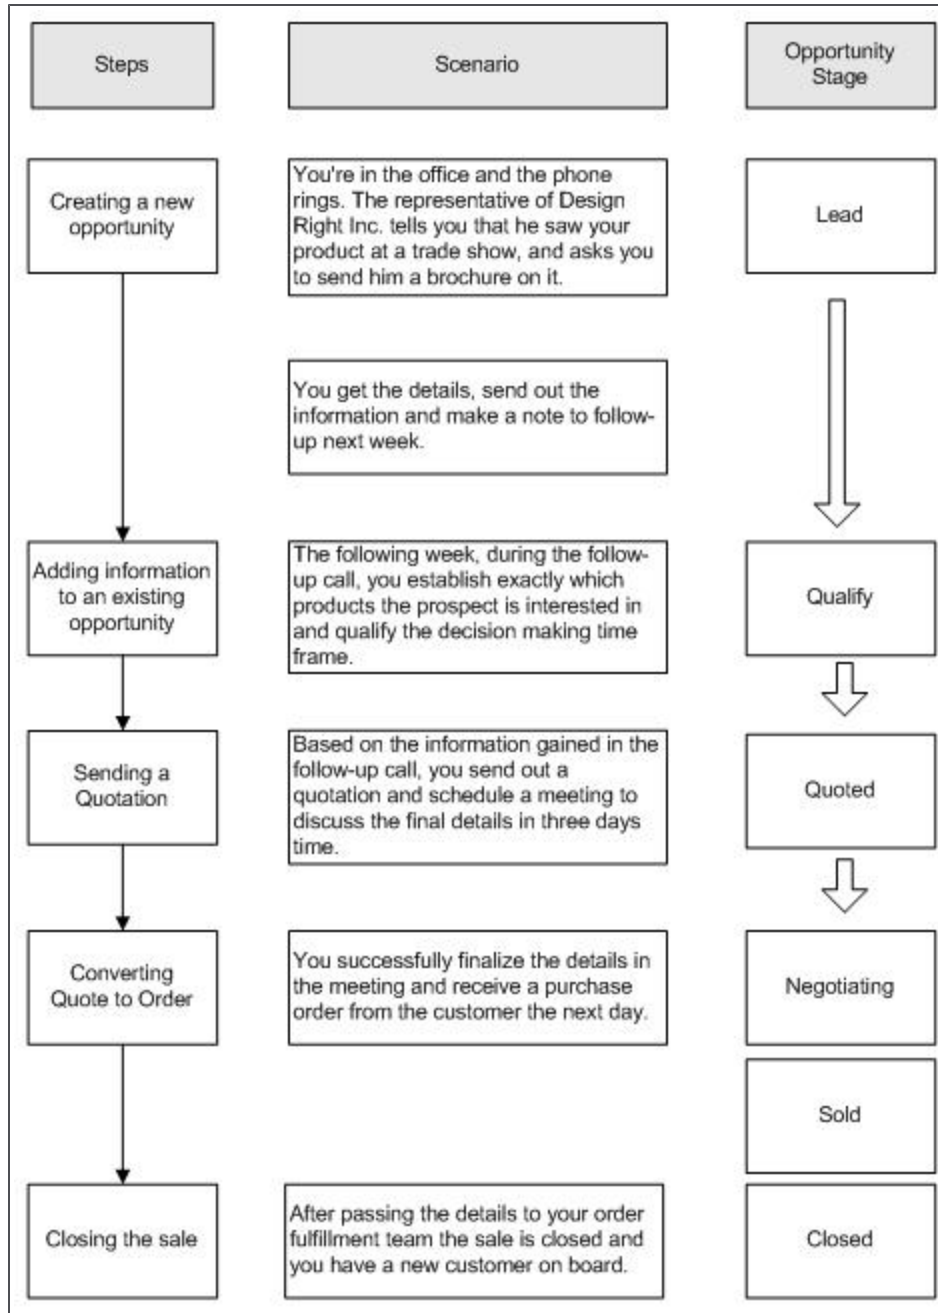 Steps
Scenario
Opportunity
Stage
Creating a new
opportunity
You're in the office and the phone
rings. The representative of Design
Right Inc. tells you that he saw your
product at a trade show, and asks you
to send him a brochure on it.
Lead
You get the details, send out the
information and make a note to follow-
up next week.
Adding information
to an existing
opportunity
The following week, during the follow-
up call, you establish exactly which
products the prospect is interested in
and qualify the decision making time
frame.
Qualify
Sending a
Quotation
Based on the information gained in the
follow-up call, you send out a
quotation and schedule a meeting to
discuss the final details in three days
time.
Quoted
Converting
Quote to Order
You successfully finalize the details in
the meeting and receive a purchase
order from the customer the next day.
Negotiating
Sold
Closing the sale
After passing the details to your order
fulfillment team the sale is closed and
you have a new customer on board.
Closed